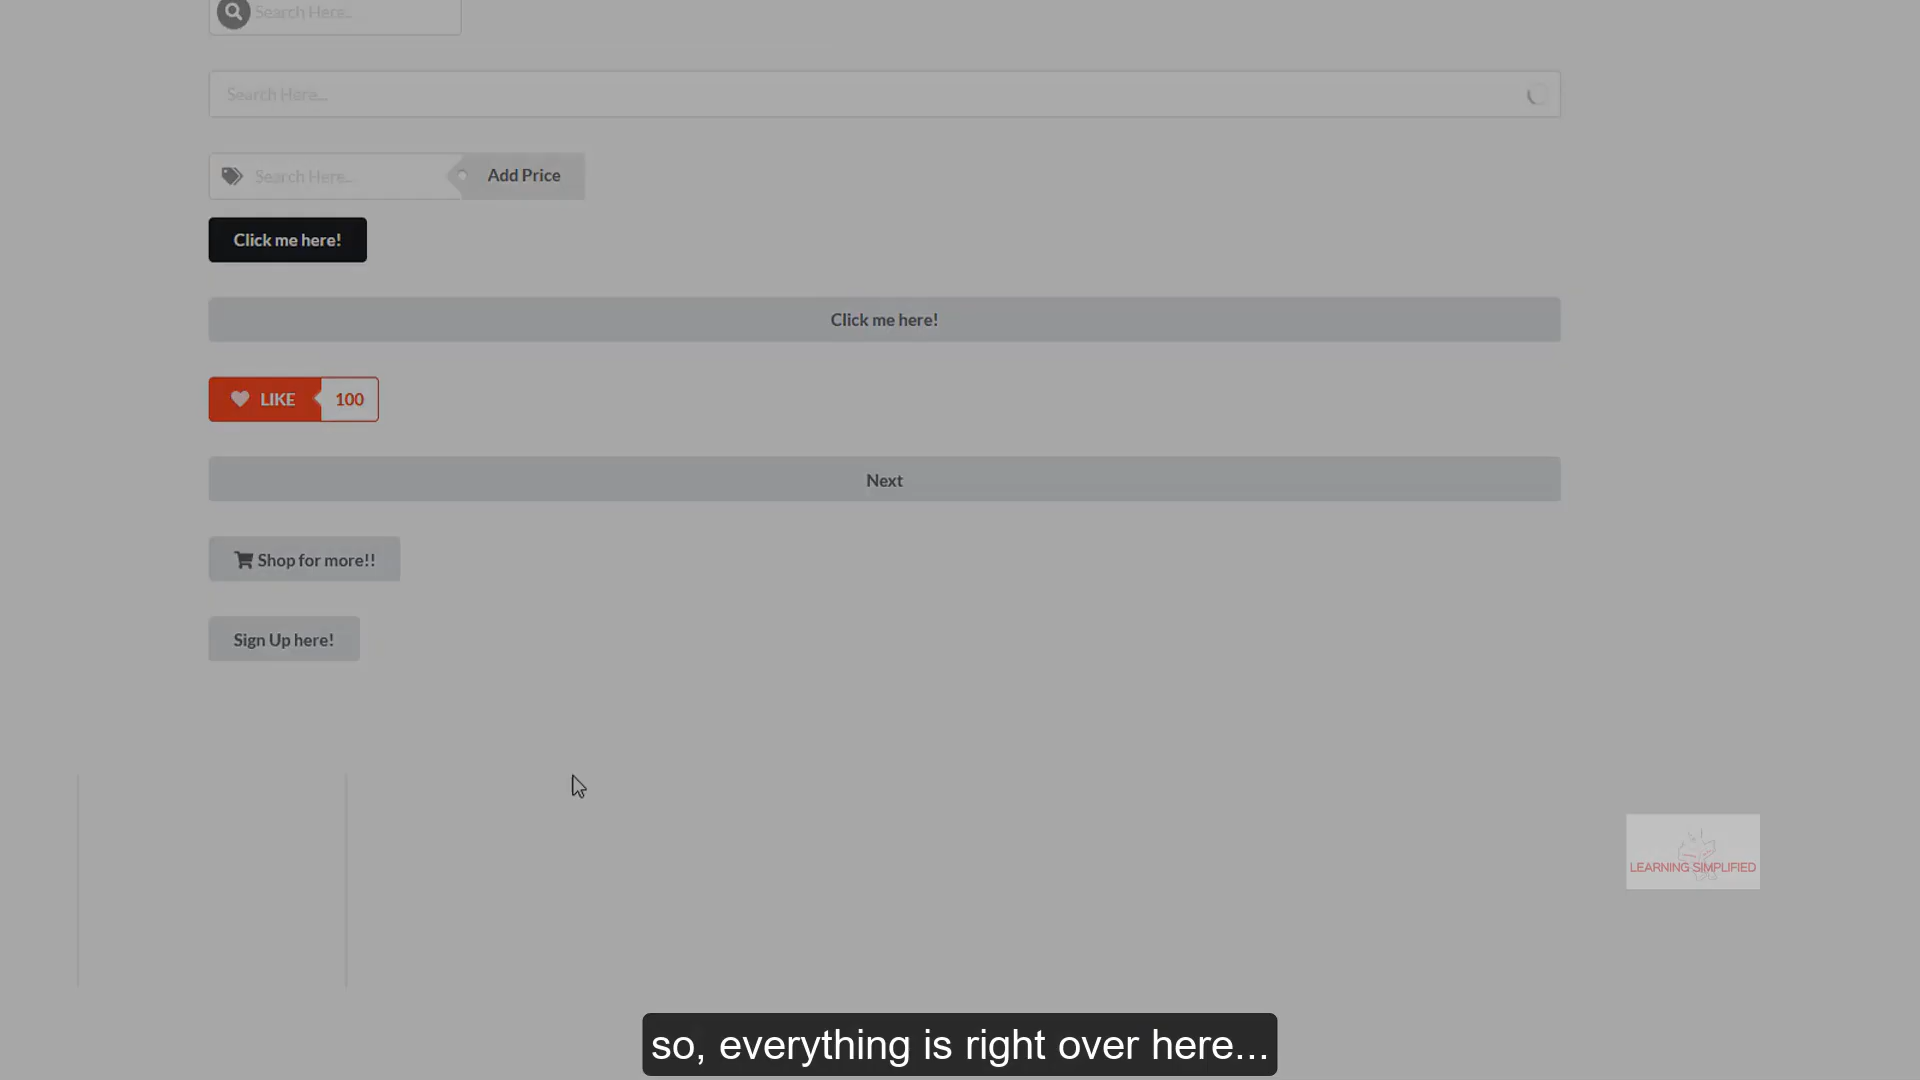 Search Here...
Search Here...
Search Here...
Add Price
Click me here!
Click me here!
LIKE
100
Next
Shop for more!!
Sign Up here!
LEARNING SIMPLIFIED
so, everything is right over here...